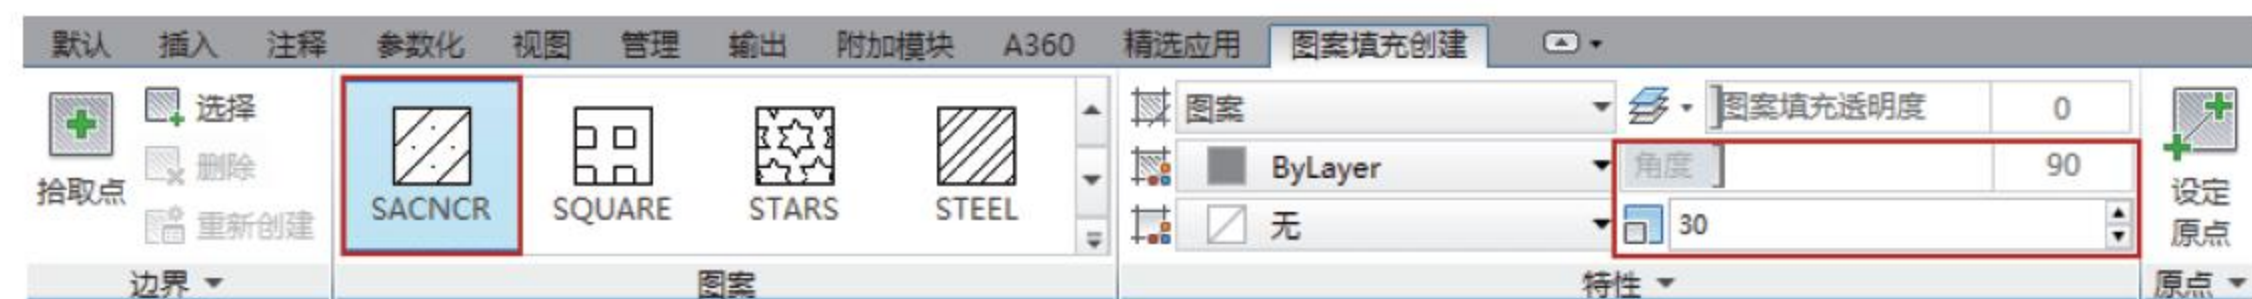 默认 插入 注释 参数化 视图 管理 输出 附加模块 A360 精选应用 图案填充创建
拾取点
选择
删除
重新创建
边界
SACNCR SQUARE STARS STEEL
图案
图案 图案填充透明度 0
ByLayer 角度 90
无 30
特性
设定
原点
原点